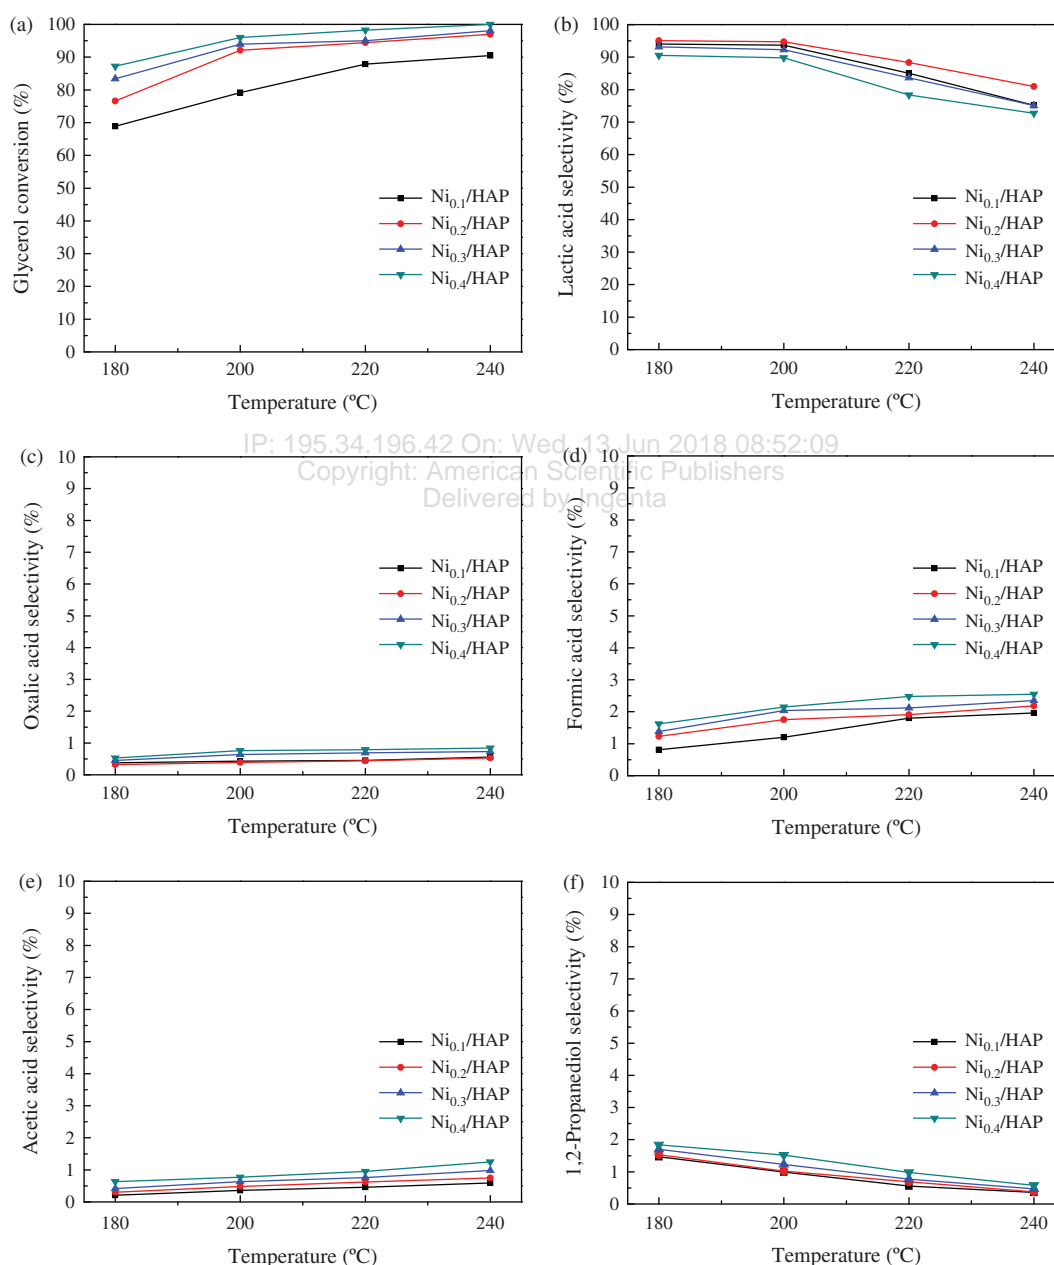 (a)
100
90
80
70
60
50
40
30
20
10
0
Glycerol conversion (%)
Ni0.1/HAP
Ni0.2/HAP
Ni0.3/HAP
Ni0.4/HAP
180 200 220 240
Temperature (ºC)
(b)
100
90
80
70
60
50
40
30
20
10
0
Lactic acid selectivity (%)
Ni0.1/HAP
Ni0.2/HAP
Ni0.3/HAP
Ni0.4/HAP
180 200 220 240
Temperature (ºC)
IP: 195.34.196.42 On: Wed, 13 Jun 2018 08:52:09
Copyright: American Scientific Publishers
Delivered by Ingenta
(c)
10
9
8
7
6
5
4
3
2
1
0
Oxalic acid selectivity (%)
Ni0.1/HAP
Ni0.2/HAP
Ni0.3/HAP
Ni0.4/HAP
180 200 220 240
Temperature (ºC)
(d)
10
9
8
7
6
5
4
3
2
1
0
Formic acid selectivity (%)
Ni0.1/HAP
Ni0.2/HAP
Ni0.3/HAP
Ni0.4/HAP
180 200 220 240
Temperature (ºC)
(e)
10
9
8
7
6
5
4
3
2
1
0
Acetic acid selectivity (%)
Ni0.1/HAP
Ni0.2/HAP
Ni0.3/HAP
Ni0.4/HAP
180 200 220 240
Temperature (ºC)
(f)
10
9
8
7
6
5
4
3
2
1
0
1,2-Propanediol selectivity (%)
Ni0.1/HAP
Ni0.2/HAP
Ni0.3/HAP
Ni0.4/HAP
180 200 220 240
Temperature (ºC)